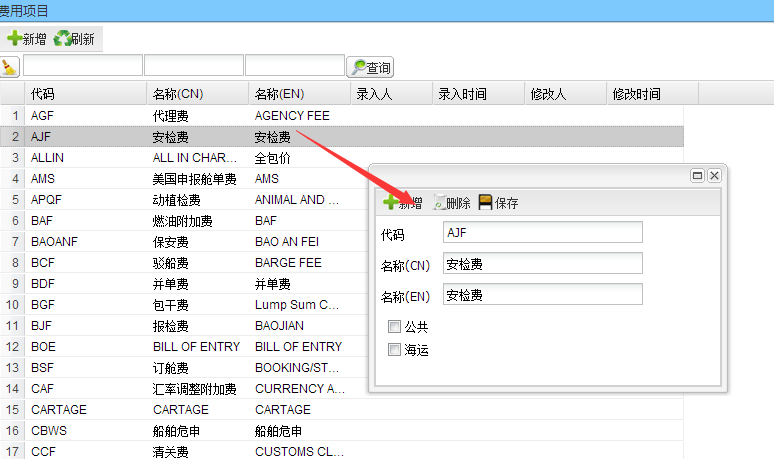 费用项目
新增 刷新
查询
代码 名称(CN) 名称(EN) 录入人 录入时间 修改人 修改时间
1 AGF 代理费 AGENCY FEE
2 AJF 安检费 安检费
3 ALLIN ALL IN CHAR... 全包价
4 AMS 美国申报舱单费 AMS
5 APQF 动植检费 ANIMAL AND ...
6 BAF 燃油附加费 BAF
7 BAOANF 保安费 BAO AN FEI
8 BCF 驳船费 BARGE FEE
9 BDF 并单费 并单费
10 BGF 包干费 Lump Sum C...
11 BJF 报检费 BAOJIAN
12 BOE BILL OF ENTRY BILL OF ENTRY
13 BSF 订舱费 BOOKING/ST...
14 CAF 汇率调整附加费 CURRENCY A...
15 CARTAGE CARTAGE CARTAGE
16 CBWS 船舶危申 船舶危申
17 CCF 清关费 CUSTOMS CL...
新增 删除 保存
代码 AJF
名称(CN) 安检费
名称(EN) 安检费
公共
海运